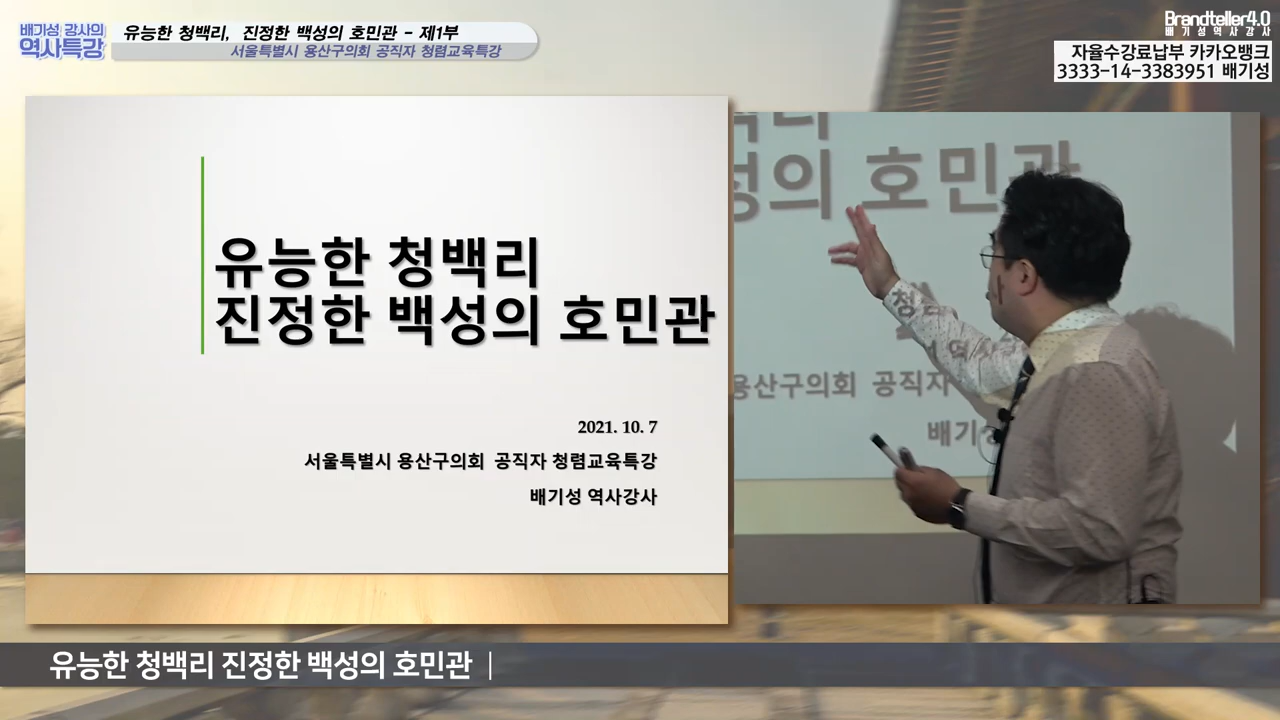 배기성 강사의
역사특강
유능한 청백리, 진정한 백성의 호민관 - 제1부
서울특별시 용산구의회 공직자 청렴교육특강
Brandteller4.0
배기성역사강사
자율수강료납부 카카오뱅크
3333-14-3383951 배기성
유능한 청백리
진정한 백성의 호민관
2021. 10. 7
서울특별시 용산구의회 공직자 청렴교육특강
배기성 역사강사
성의 호민관
용산구의회 공직자
배기성
유능한 청백리 진정한 백성의 호민관